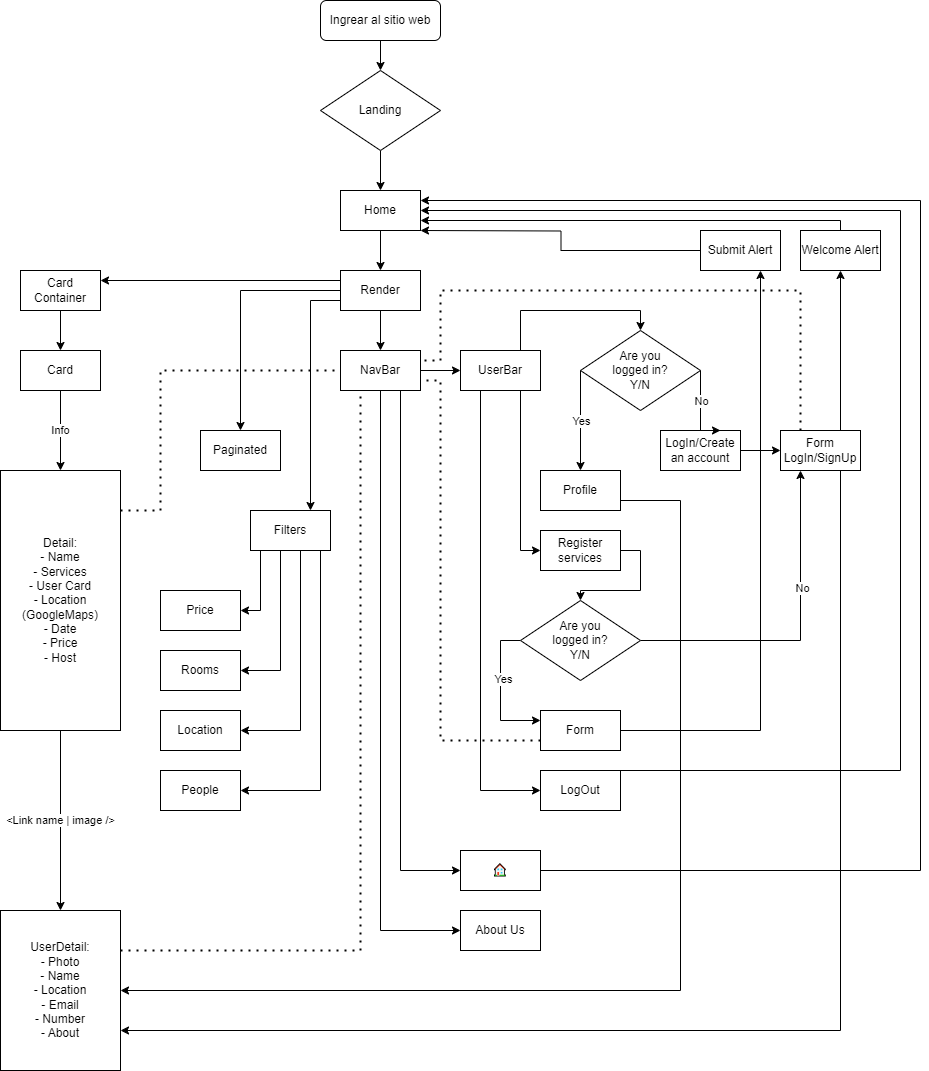 Ingrear al sitio web
Landing
Home
Submit Alert
Welcome Alert
Card
Container
Render
Card
NavBar
UserBar
Are you
logged in?
Y/N
No
Yes
Info
Paginated
LogIn/Create
an account
Form
LogIn/SignUp
Profile
Filters
Register
services
Detail:
- Name
- Services
- User Card
- Location
(GoogleMaps)
- Date
- Price
- Host
Price
Rooms
Location
People
Are you
logged in?
Y/N
No
Yes
Form
LogOut
<Link name | image />
About Us
UserDetail:
- Photo
- Name
- Location
- Email
- Number
- About